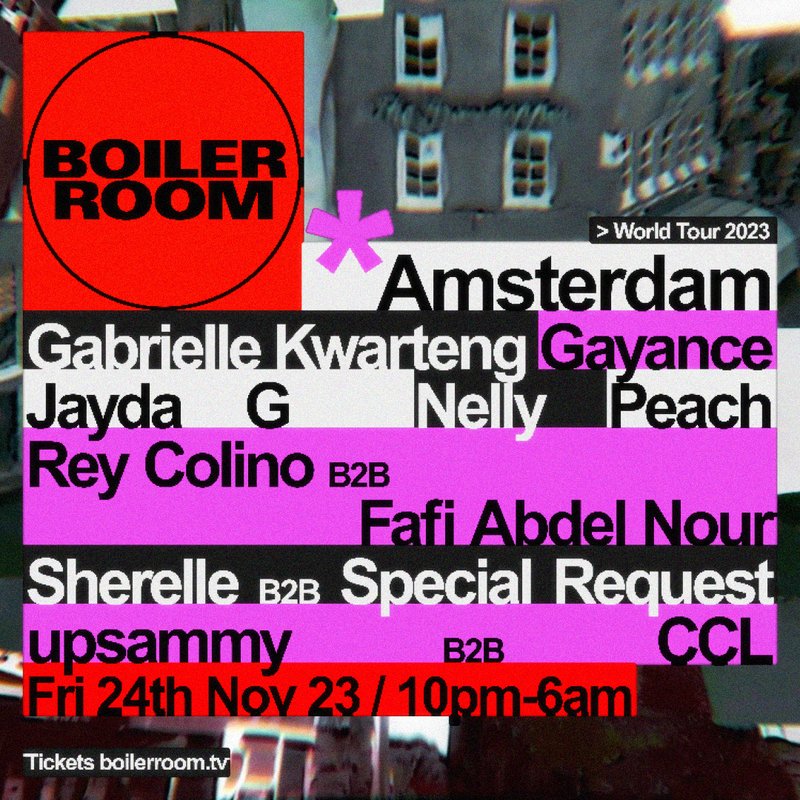 BOILER
ROOM
> World Tour 2023
*Amsterdam
Gabrielle Kwarteng Gayance
Jayda G Nelly Peach
Rey Colino B2B
Fafi Abdel Nour
Sherelle B2B Special Request
upsammy B2B CCL
Fri 24th Nov 23 / 10pm-6am
Tickets boilerroom.tv